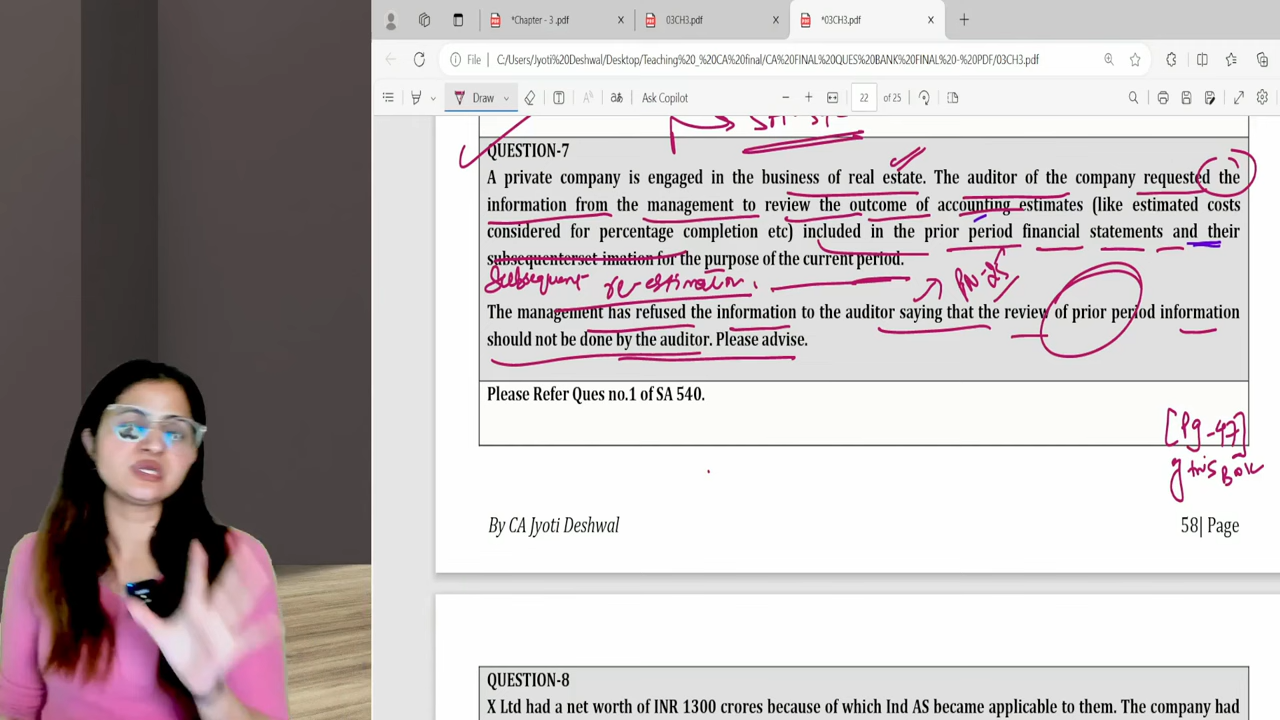 *Chapter - 3 .pdf
03CH3.pdf
*03CH3.pdf
File
C:/Users/Jyoti%20Deshwal/Desktop/Teaching%20_%20CA%20final/CA%20FINAL%20QUES%20BANK%20FINAL%20-%20PDF/03CH3.pdf
Draw
Ask Copilot
22 of 25
QUESTION-7
A private company is engaged in the business of real estate. The auditor of the company requested the
information from the management to review the outcome of accounting estimates (like estimated costs
considered for percentage completion etc) included in the prior period financial statements and their
subsequenterset imation for the purpose of the current period.
Subsequent re-estimation.
The management has refused the information to the auditor saying that the review of prior period information
should not be done by the auditor. Please advise.
Please Refer Ques no.1 of SA 540.
[Pg-47]
of this Book
By CA Jyoti Deshwal
58| Page
QUESTION-8
X Ltd had a net worth of INR 1300 crores because of which Ind AS became applicable to them. The company had